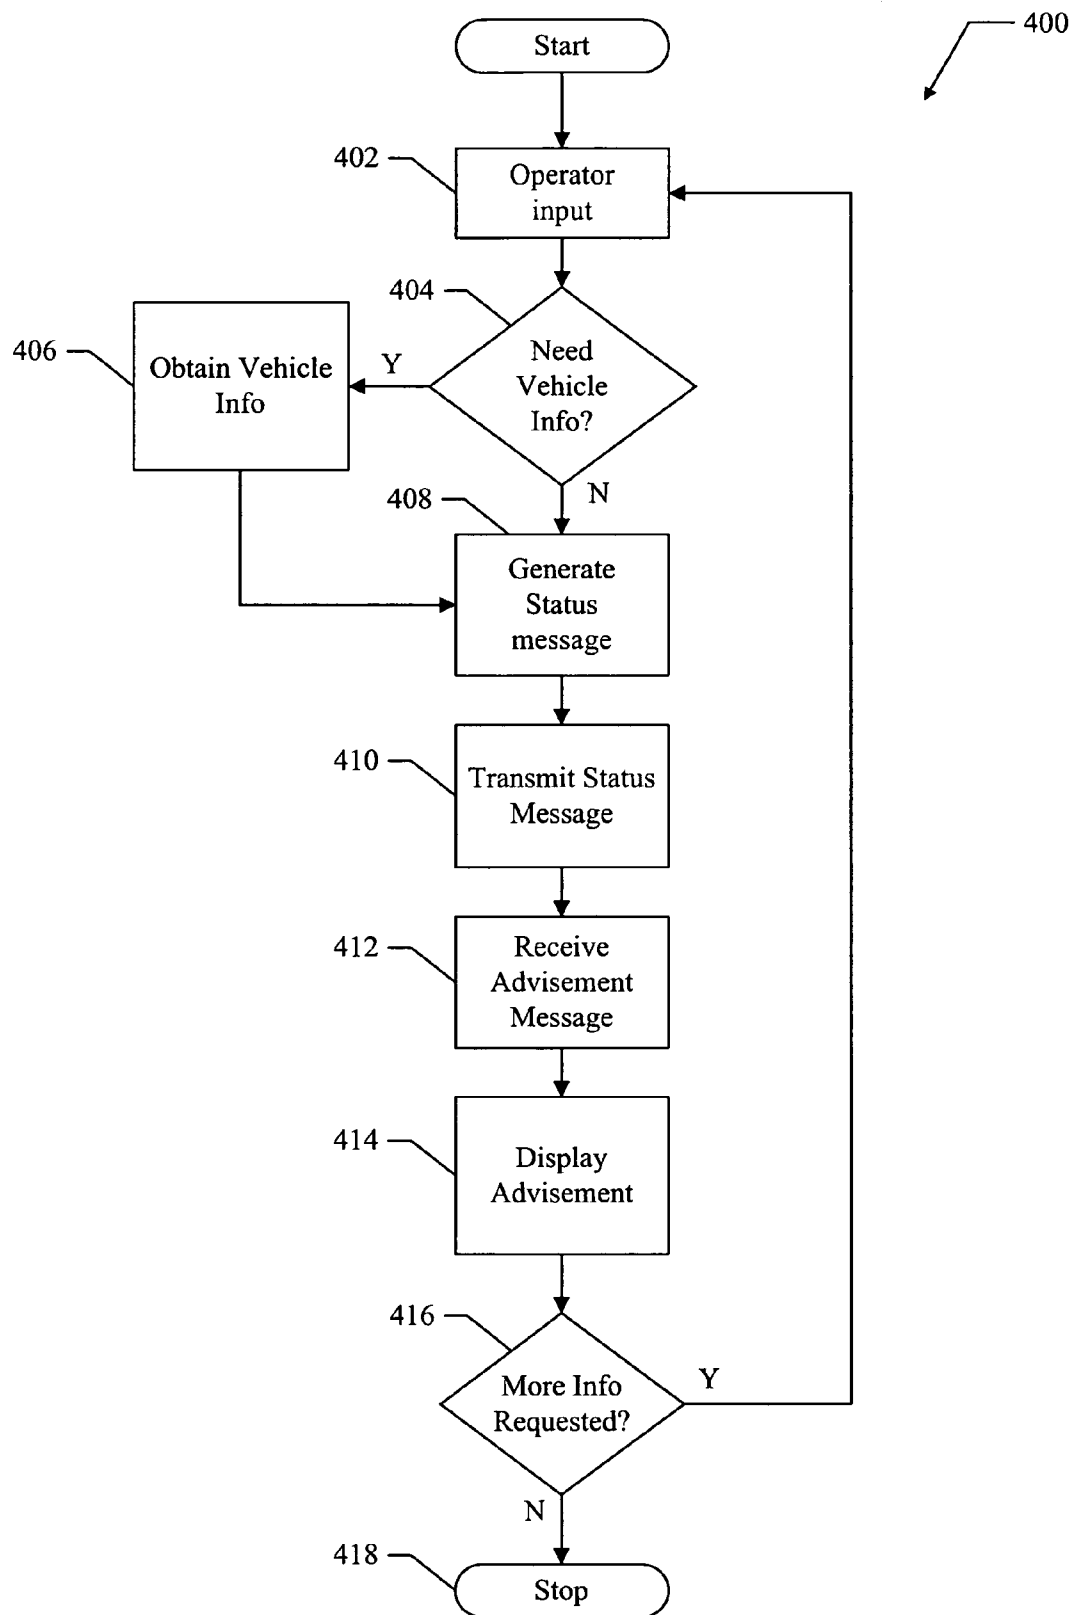 400
Start
402
Operator
input
404
Need
Vehicle
Info?
Y
N
406
Obtain Vehicle
Info
408
Generate
Status
message
410
Transmit Status
Message
412
Receive
Advisement
Message
414
Display
Advisement
416
More Info
Requested?
Y
N
418
Stop